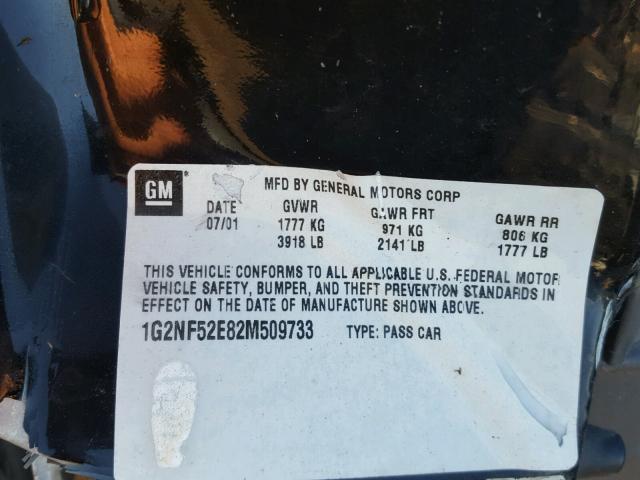 GM
MFD BY GENERAL MOTORS CORP
DATE GVWR GAWR FRT GAWR RR
07/01 1777 KG 971 KG 806 KG
3918 LB 2141 LB 1777 LB
THIS VEHICLE CONFORMS TO ALL APPLICABLE U.S. FEDERAL MOTOR
VEHICLE SAFETY, BUMPER, AND THEFT PREVENTION STANDARDS IN
EFFECT ON THE DATE OF MANUFACTURE SHOWN ABOVE.
1G2NF52E82M509733 TYPE: PASS CAR